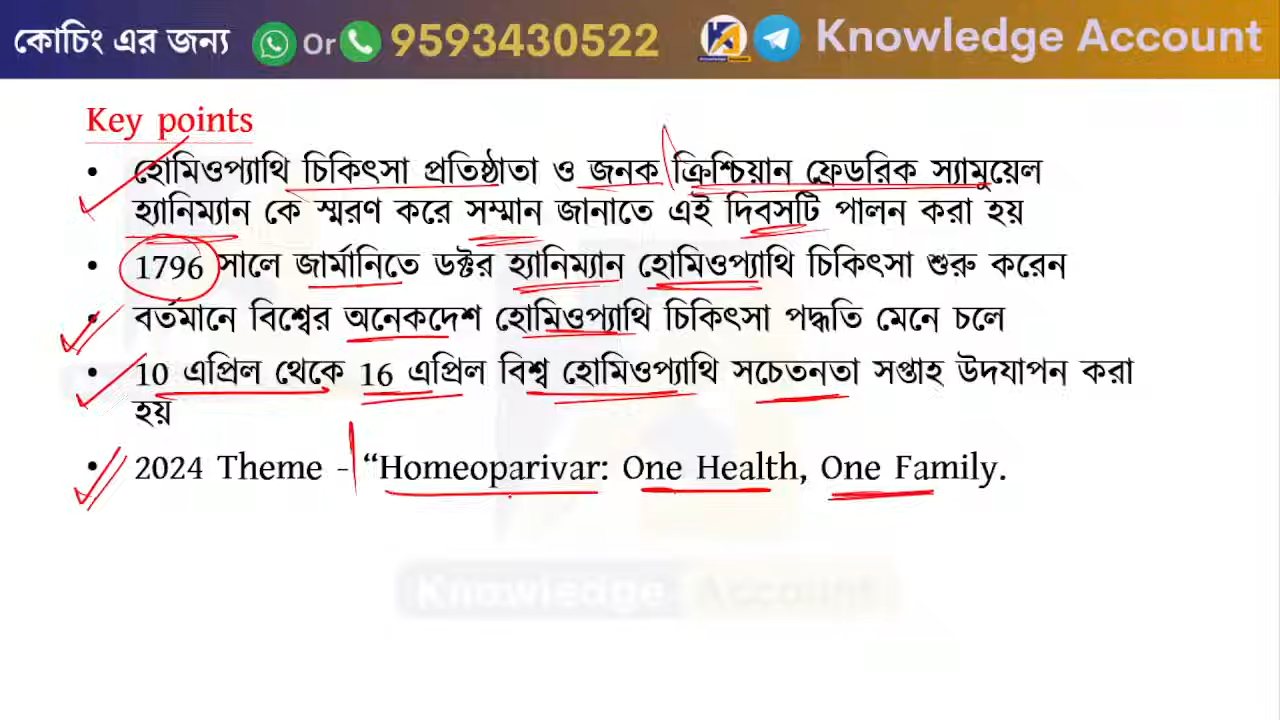 কোচিং এর জন্য Or 9593430522 Knowledge Account
Key points
• হোমিওপ্যাথি চিকিৎসা প্রতিষ্ঠাতা ও জনক ক্রিশ্চিয়ান ফ্রেডরিক স্যামুয়েল
হ্যানিম্যান কে স্মরণ করে সম্মান জানাতে এই দিবসটি পালন করা হয়
• 1796 সালে জার্মানিতে ডক্টর হ্যানিম্যান হোমিওপ্যাথি চিকিৎসা শুরু করেন
• বর্তমানে বিশ্বের অনেকদেশ হোমিওপ্যাথি চিকিৎসা পদ্ধতি মেনে চলে
• 10 এপ্রিল থেকে 16 এপ্রিল বিশ্ব হোমিওপ্যাথি সচেতনতা সপ্তাহ উদযাপন করা
হয়
• 2024 Theme - “Homeoparivar: One Health, One Family.
Knowledge Account